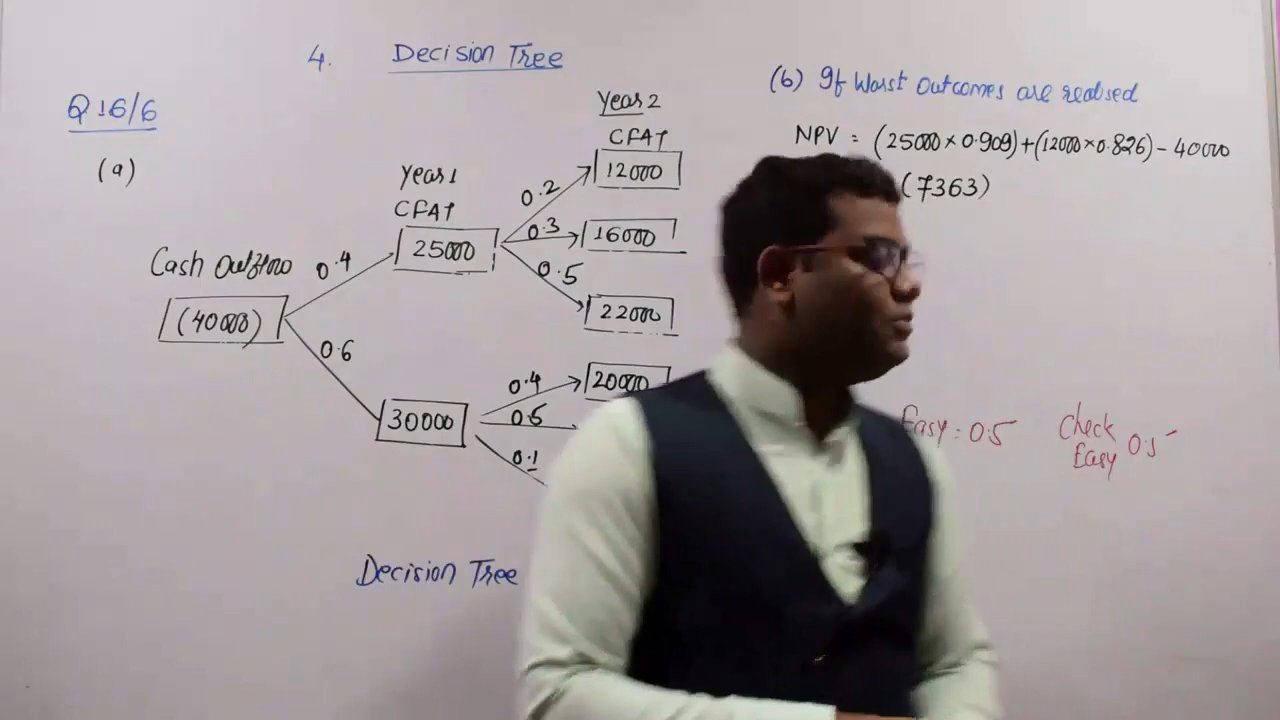 4. Decision Tree
Q 16/6
(a)
Cash Outflow
(40000)
0.4
0.6
Year 1
CFAT
25000
30000
0.2
0.3
0.5
0.4
0.5
0.1
Year 2
CFAT
12000
16000
22000
20000
Decision Tree
(b) If Worst Outcomes are realised
NPV = (25000 × 0.909) + (12000 × 0.826) - 40000
(7363)
Easy : 0.5
Check
Easy 0.5